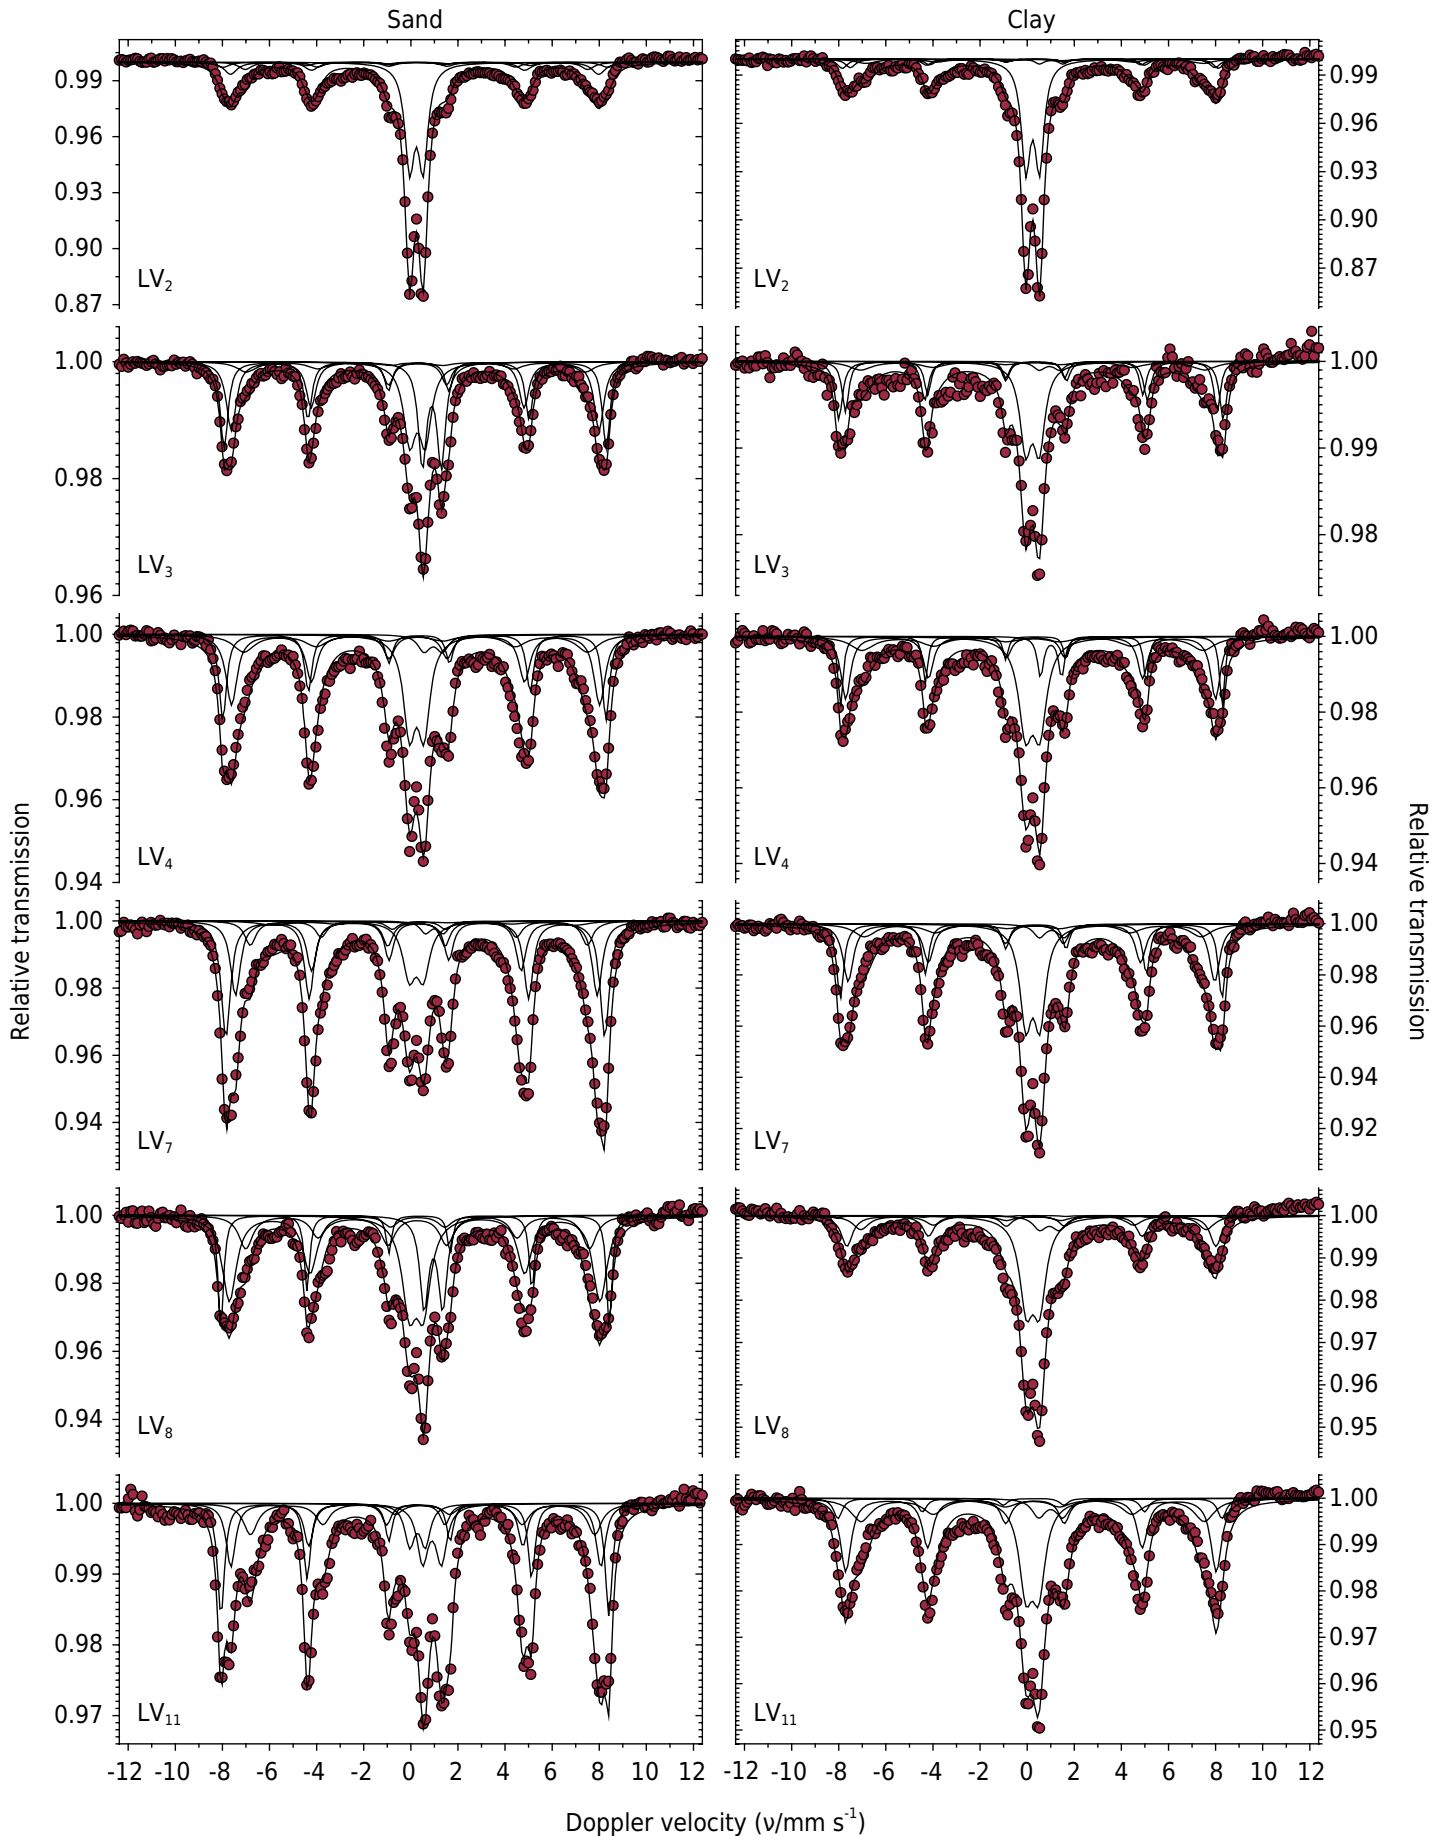 Sand Clay
0.99 0.99
0.96 0.96
0.93 0.93
0.90 0.90
0.87 0.87
LV2 LV2
1.00 1.00
0.98 0.99
0.96 0.98
LV3 LV3
1.00 1.00
0.98 0.98
0.96 0.96
0.94 0.94
LV4 LV4
Relative transmission
Relative transmission
1.00 1.00
0.98 0.98
0.96 0.96
0.94 0.94
0.92
LV7 LV7
1.00 1.00
0.98 0.99
0.96 0.98
0.94 0.97
0.96
0.95
LV8 LV8
1.00 1.00
0.99 0.99
0.98 0.98
0.97 0.97
0.96
0.95
LV11 LV11
-12 -10 -8 -6 -4 -2 0 2 4 6 8 10 12 -12 -10 -8 -6 -4 -2 0 2 4 6 8 10 12
Doppler velocity (ν/mm s-1)